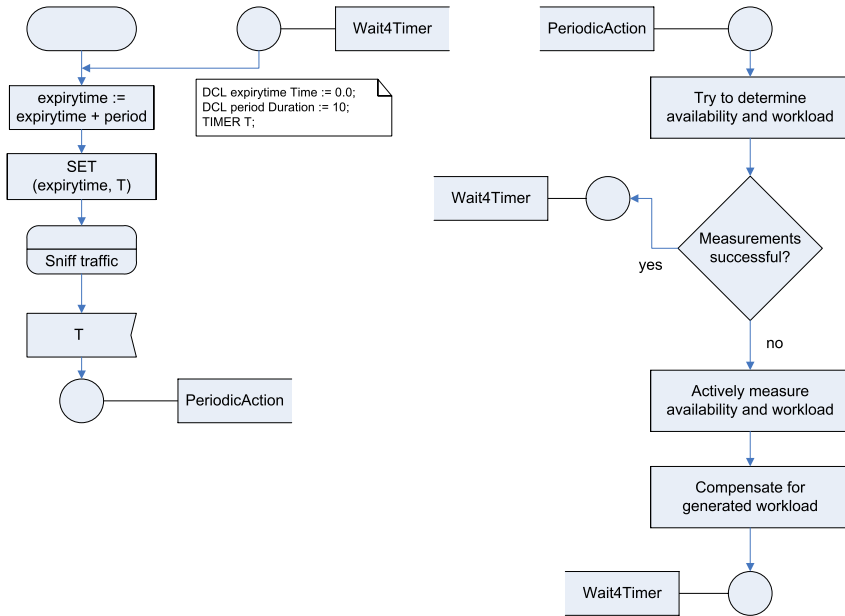 Wait4Timer
DCL expirytime Time := 0.0;
DCL period Duration := 10;
TIMER T;
expirytime :=
expirytime + period
SET
(expirytime, T)
Sniff traffic
T
PeriodicAction
PeriodicAction
Try to determine
availability and workload
Measurements
successful?
yes
Wait4Timer
no
Actively measure
availability and workload
Compensate for
generated workload
Wait4Timer